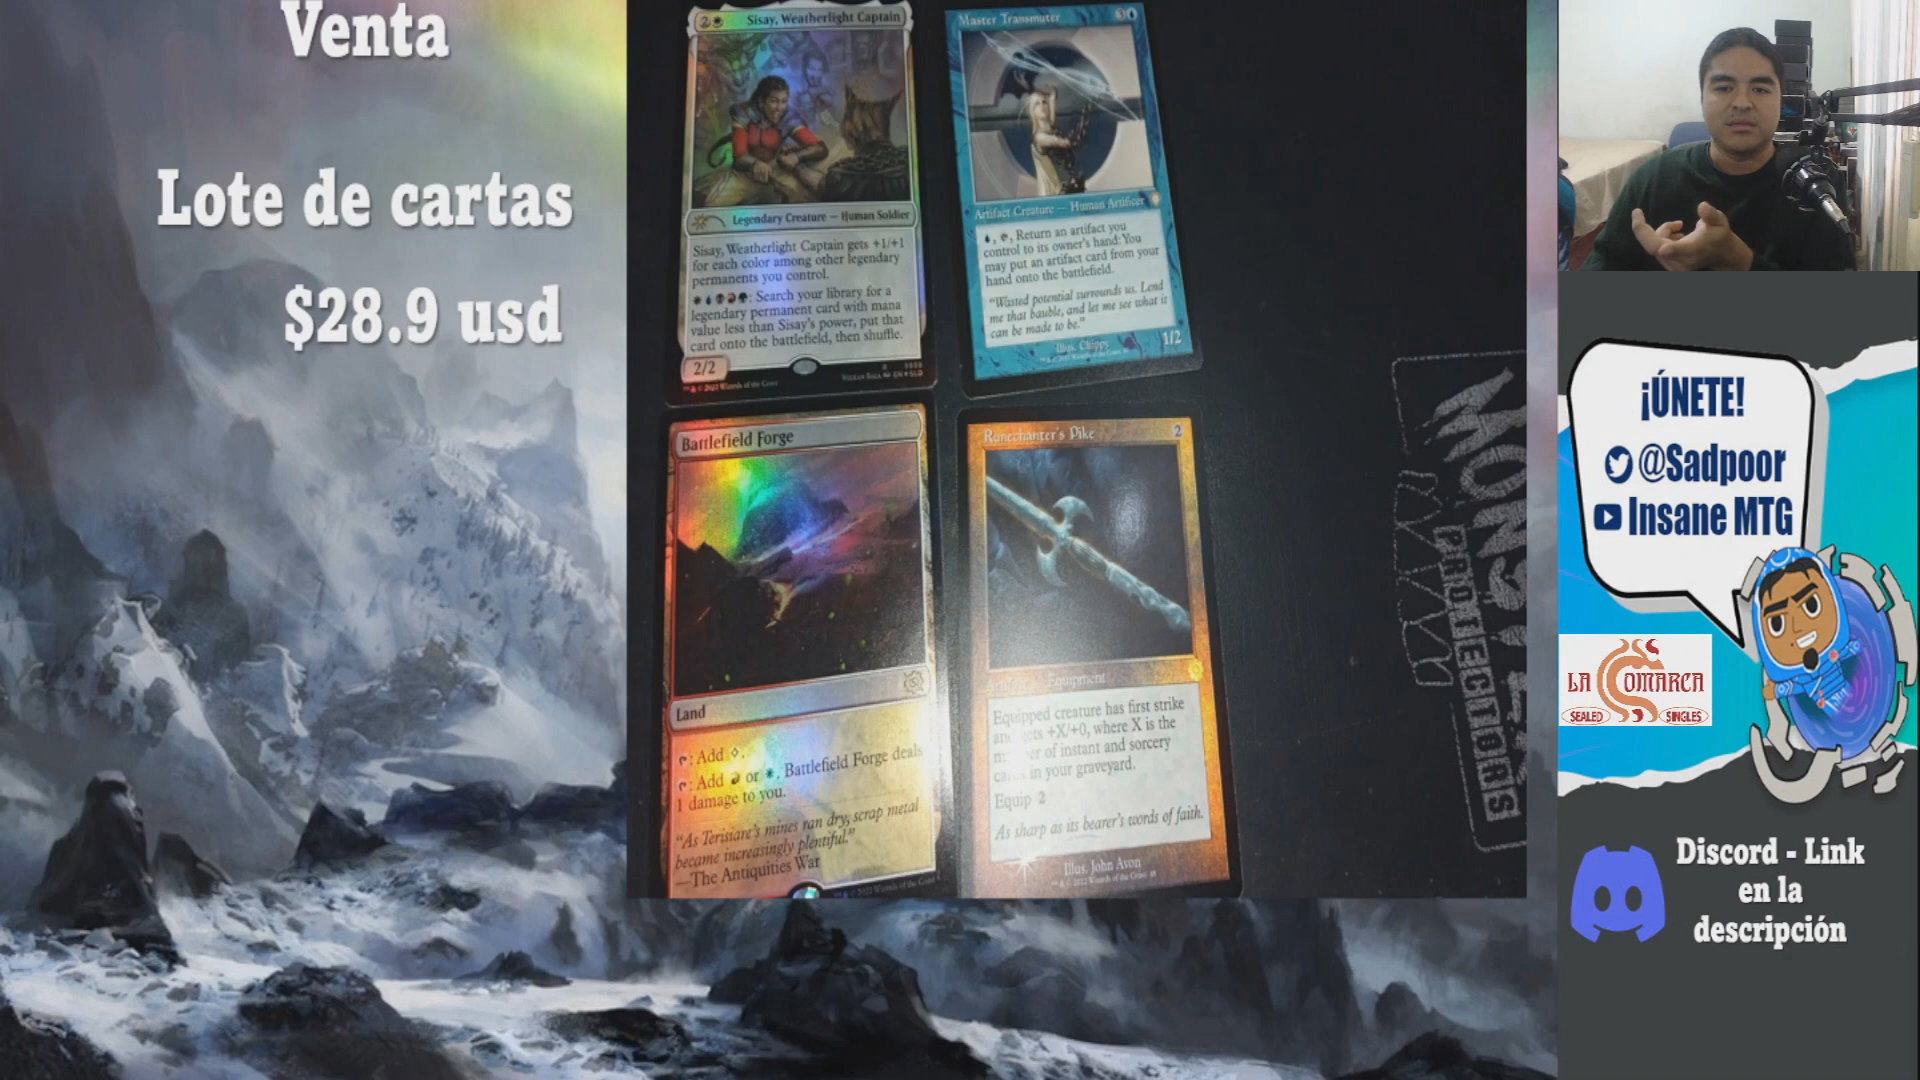 Venta
Lote de cartas
$28.9 usd
Sisay, Weatherlight Captain
Legendary Creature — Human Soldier
Sisay, Weatherlight Captain gets +1/+1
for each color among other legendary
permanents you control.
: Search your library for a
legendary permanent card with mana
value less than Sisay's power, put that
card onto the battlefield, then shuffle.
2/2
Master Transmuter
Artifact Creature — Human Artificer
, Return an artifact you
control to its owner's hand: You
may put an artifact card from your
hand onto the battlefield.
"Wasted potential surrounds us. Lend
me that bauble, and let me see what it
can be made to be."
Illus. Chippy
1/2
Battlefield Forge
Land
: Add
: Add or . Battlefield Forge deals
1 damage to you.
"As Terisiare's mines ran dry, scrap metal
became increasingly plentiful."
—The Antiquities War
Runechanter's Pike
2
Equipment
Equipped creature has first strike
+X/+0, where X is the
of instant and sorcery
in your graveyard.
Equip 2
As sharp as its bearer's words of faith.
Illus. John Avon
¡ÚNETE!
@Sadpoor
Insane MTG
LA COMARCA
SEALED SINGLES
Discord - Link
en la
descripción